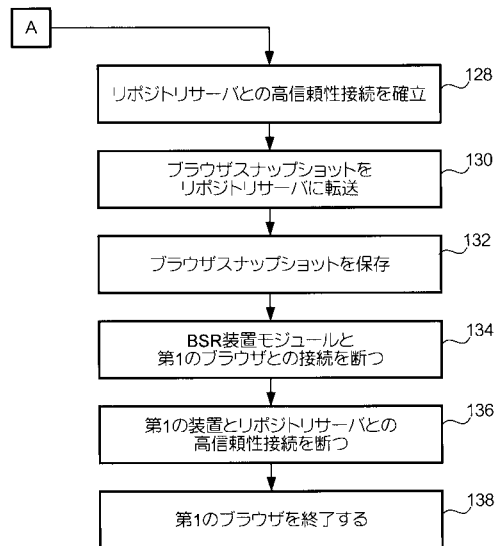 A
リポジトリサーバとの高信頼性接続を確立
128
ブラウザスナップショットを
リポジトリサーバに転送
130
ブラウザスナップショットを保存
132
BSR装置モジュールと
第1のブラウザとの接続を断つ
134
第1の装置とリポジトリサーバとの
高信頼性接続を断つ
136
第1のブラウザを終了する
138